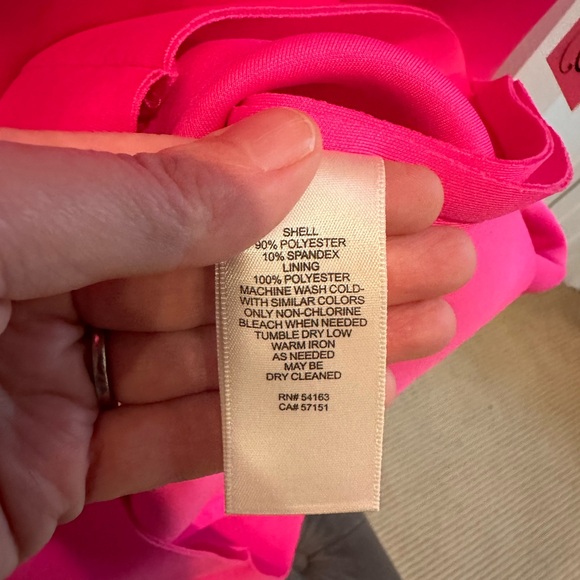 SHELL
90% POLYESTER
10% SPANDEX
LINING
100% POLYESTER
MACHINE WASH COLD-
WITH SIMILAR COLORS
ONLY NON-CHLORINE
BLEACH WHEN NEEDED
TUMBLE DRY LOW
WARM IRON
AS NEEDED
MAY BE
DRY CLEANED
RN# 54163
CA# 57151